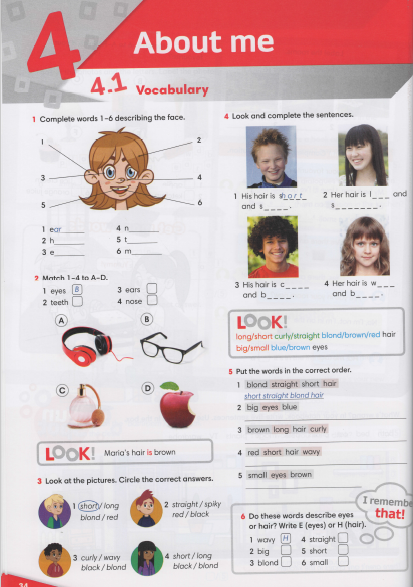 4
About me
4.1 Vocabulary
1 Complete words 1–6 describing the face.
1
2
3
4
5
6
1 ear______
4 n______
2 h______
5 t______
3 e______
6 m______
2 Match 1–4 to A–D.
1 eyes B
3 ears
2 teeth
4 nose
A
B
C
D
LOOK! Maria's hair is brown
3 Look at the pictures. Circle the correct answers.
1 short / long
blond / red
2 straight / spiky
red / black
3 curly / wavy
black / blond
4 short / long
black / blond
4 Look and complete the sentences.
1 His hair is short
and s____.
2 Her hair is l___ and
s_______.
3 His hair is c____
and b____.
4 Her hair is w___
and b____.
LOOK!
long/short curly/straight blond/brown/red hair
big/small blue/brown eyes
5 Put the words in the correct order.
1 blond straight short hair
short straight blond hair
2 big eyes blue
3 brown long hair curly
4 red short hair wavy
5 small eyes brown
I remember
that!
6 Do these words describe eyes
or hair? Write E (eyes) or H (hair).
1 wavy H
4 straight
2 big
5 short
3 blond
6 small